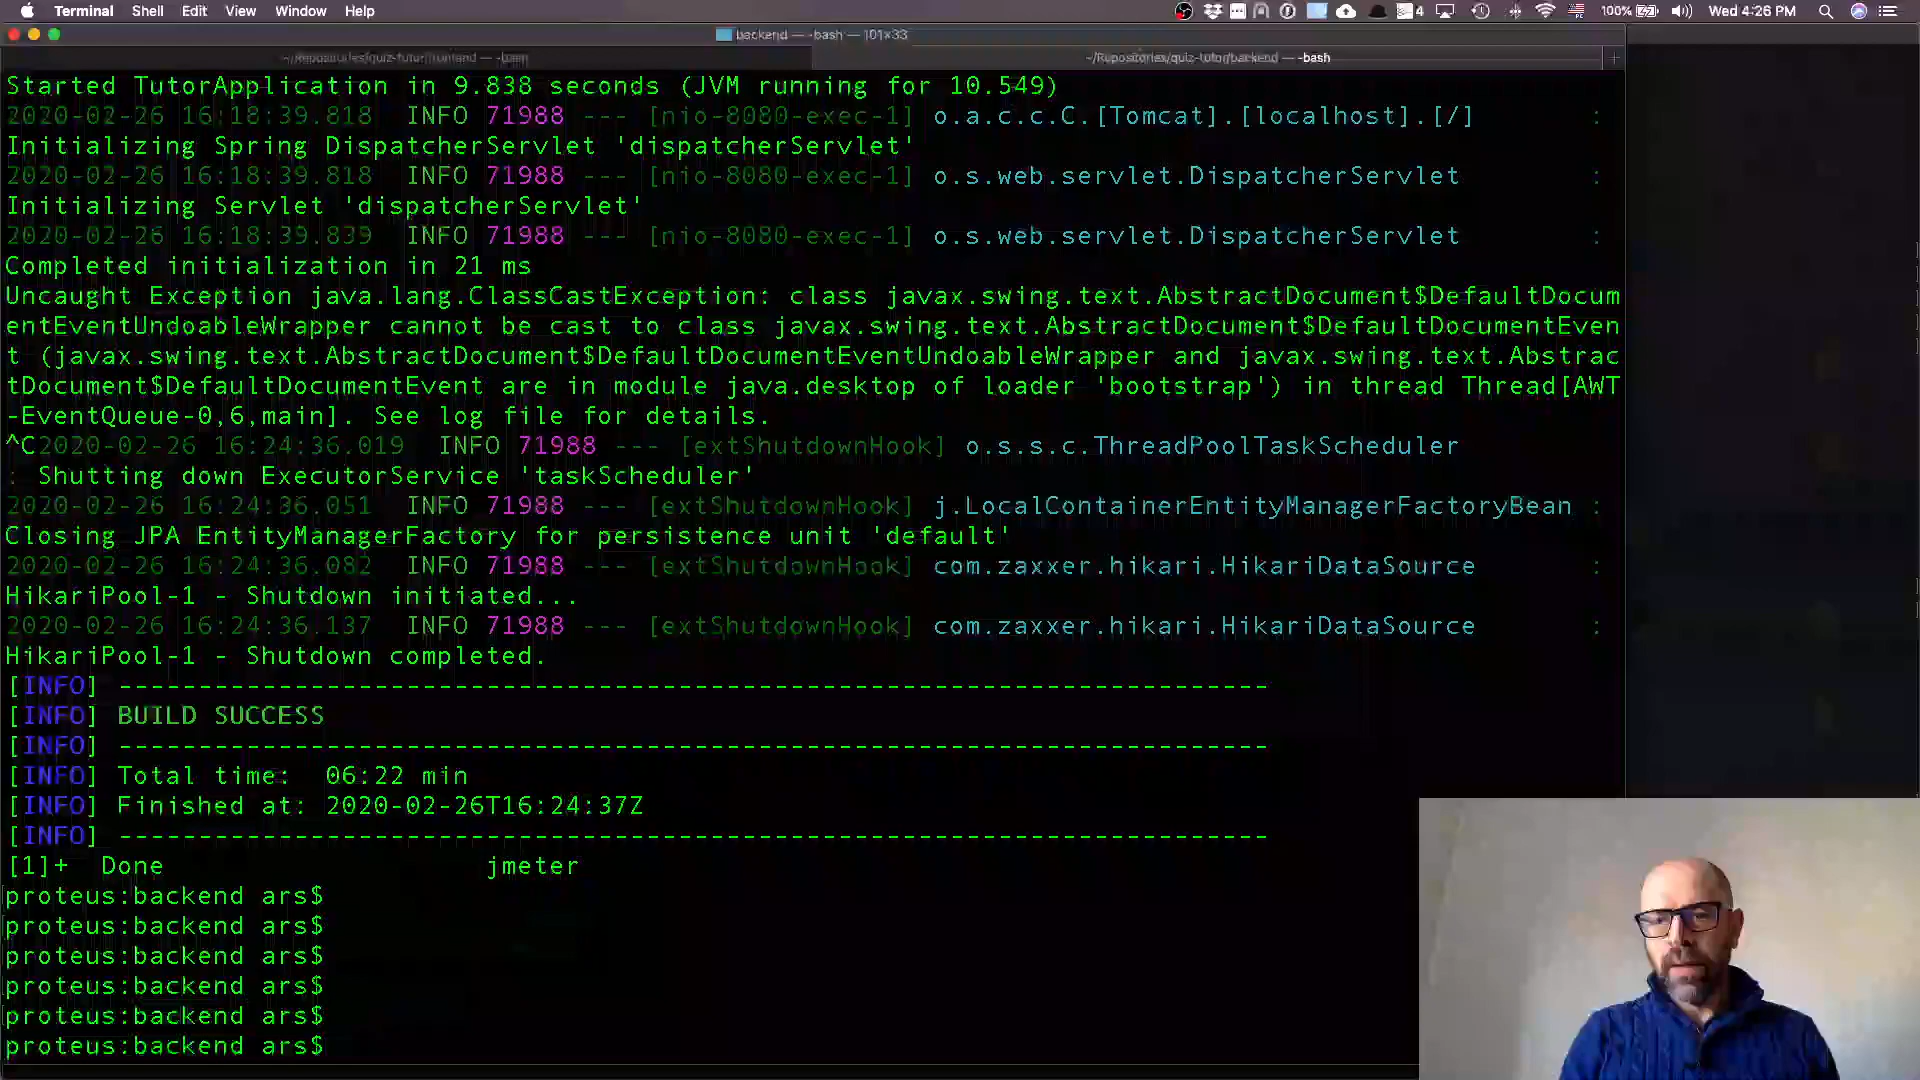 Terminal Shell Edit View Window Help 4 100% Wed 4:26 PM
backend — -bash — 101×33
~/Repositories/quiz-tutor/frontend — -bash ~/Repositories/quiz-tutor/backend — -bash
Started TutorApplication in 9.838 seconds (JVM running for 10.549)
2020-02-26 16:18:39.818  INFO 71988 --- [nio-8080-exec-1] o.a.c.c.C.[Tomcat].[localhost].[/]       :
Initializing Spring DispatcherServlet 'dispatcherServlet'
2020-02-26 16:18:39.818  INFO 71988 --- [nio-8080-exec-1] o.s.web.servlet.DispatcherServlet        :
Initializing Servlet 'dispatcherServlet'
2020-02-26 16:18:39.839  INFO 71988 --- [nio-8080-exec-1] o.s.web.servlet.DispatcherServlet        :
Completed initialization in 21 ms
Uncaught Exception java.lang.ClassCastException: class javax.swing.text.AbstractDocument$DefaultDocum
entEventUndoableWrapper cannot be cast to class javax.swing.text.AbstractDocument$DefaultDocumentEven
t (javax.swing.text.AbstractDocument$DefaultDocumentEventUndoableWrapper and javax.swing.text.Abstrac
tDocument$DefaultDocumentEvent are in module java.desktop of loader 'bootstrap') in thread Thread[AWT
-EventQueue-0,6,main]. See log file for details.
^C2020-02-26 16:24:36.019  INFO 71988 --- [extShutdownHook] o.s.s.c.ThreadPoolTaskScheduler
: Shutting down ExecutorService 'taskScheduler'
2020-02-26 16:24:36.051  INFO 71988 --- [extShutdownHook] j.LocalContainerEntityManagerFactoryBean :
Closing JPA EntityManagerFactory for persistence unit 'default'
2020-02-26 16:24:36.082  INFO 71988 --- [extShutdownHook] com.zaxxer.hikari.HikariDataSource       :
HikariPool-1 - Shutdown initiated...
2020-02-26 16:24:36.137  INFO 71988 --- [extShutdownHook] com.zaxxer.hikari.HikariDataSource       :
HikariPool-1 - Shutdown completed.
[INFO] ------------------------------------------------------------------------
[INFO] BUILD SUCCESS
[INFO] ------------------------------------------------------------------------
[INFO] Total time:  06:22 min
[INFO] Finished at: 2020-02-26T16:24:37Z
[INFO] ------------------------------------------------------------------------
[1]+  Done                    jmeter
proteus:backend ars$
proteus:backend ars$
proteus:backend ars$
proteus:backend ars$
proteus:backend ars$
proteus:backend ars$